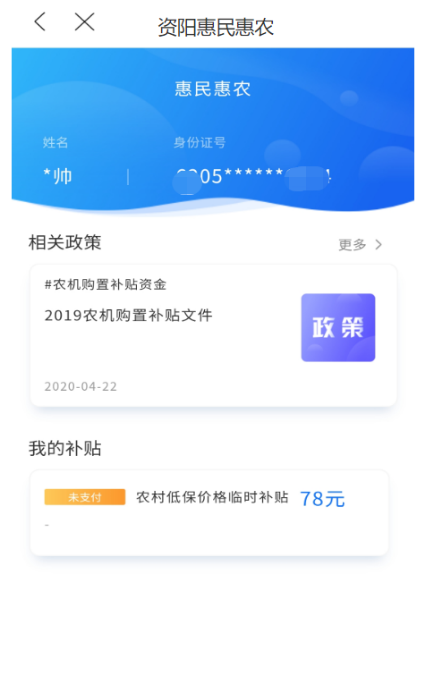 资阳惠民惠农
惠民惠农
姓名 身份证号
*帅 05******
相关政策 更多
#农机购置补贴资金
2019农机购置补贴文件
政策
2020-04-22
我的补贴
未支付 农村低保价格临时补贴 78元
-